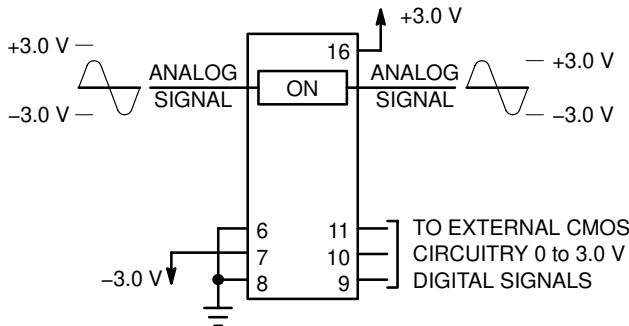 +3.0 V
16
+3.0 V
ANALOG
SIGNAL
ON
ANALOG
SIGNAL
+3.0 V
−3.0 V
−3.0 V
6
11
TO EXTERNAL CMOS
7
10
CIRCUITRY 0 to 3.0 V
−3.0 V
8
9
DIGITAL SIGNALS